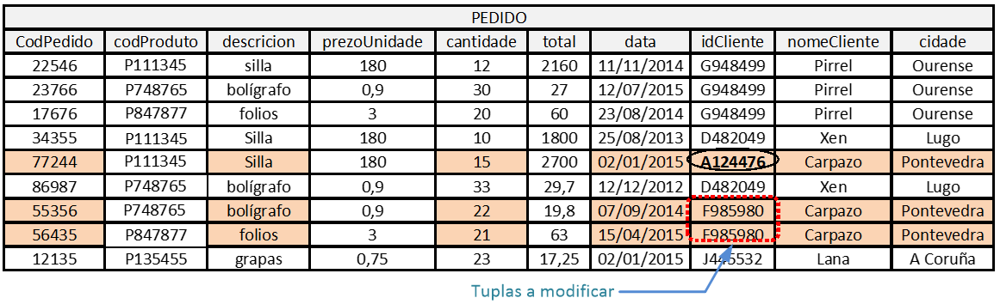 PEDIDO
CodPedido codProduto descricion prezoUnidade cantidade total data idCliente nomeCliente cidade
22546 P111345 silla 180 12 2160 11/11/2014 G948499 Pirrel Ourense
23766 P748765 bolígrafo 0,9 30 27 12/07/2015 G948499 Pirrel Ourense
17676 P847877 folios 3 20 60 23/08/2014 G948499 Pirrel Ourense
34355 P111345 Silla 180 10 1800 25/08/2013 D482049 Xen Lugo
77244 P111345 Silla 180 15 2700 02/01/2015 A124476 Carpazo Pontevedra
86987 P748765 bolígrafo 0,9 33 29,7 12/12/2012 D482049 Xen Lugo
55356 P748765 bolígrafo 0,9 22 19,8 07/09/2014 F985980 Carpazo Pontevedra
56435 P847877 folios 3 21 63 15/04/2015 F985980 Carpazo Pontevedra
12135 P135455 grapas 0,75 23 17,25 02/01/2015 J446532 Lana A Coruña
Tuplas a modificar